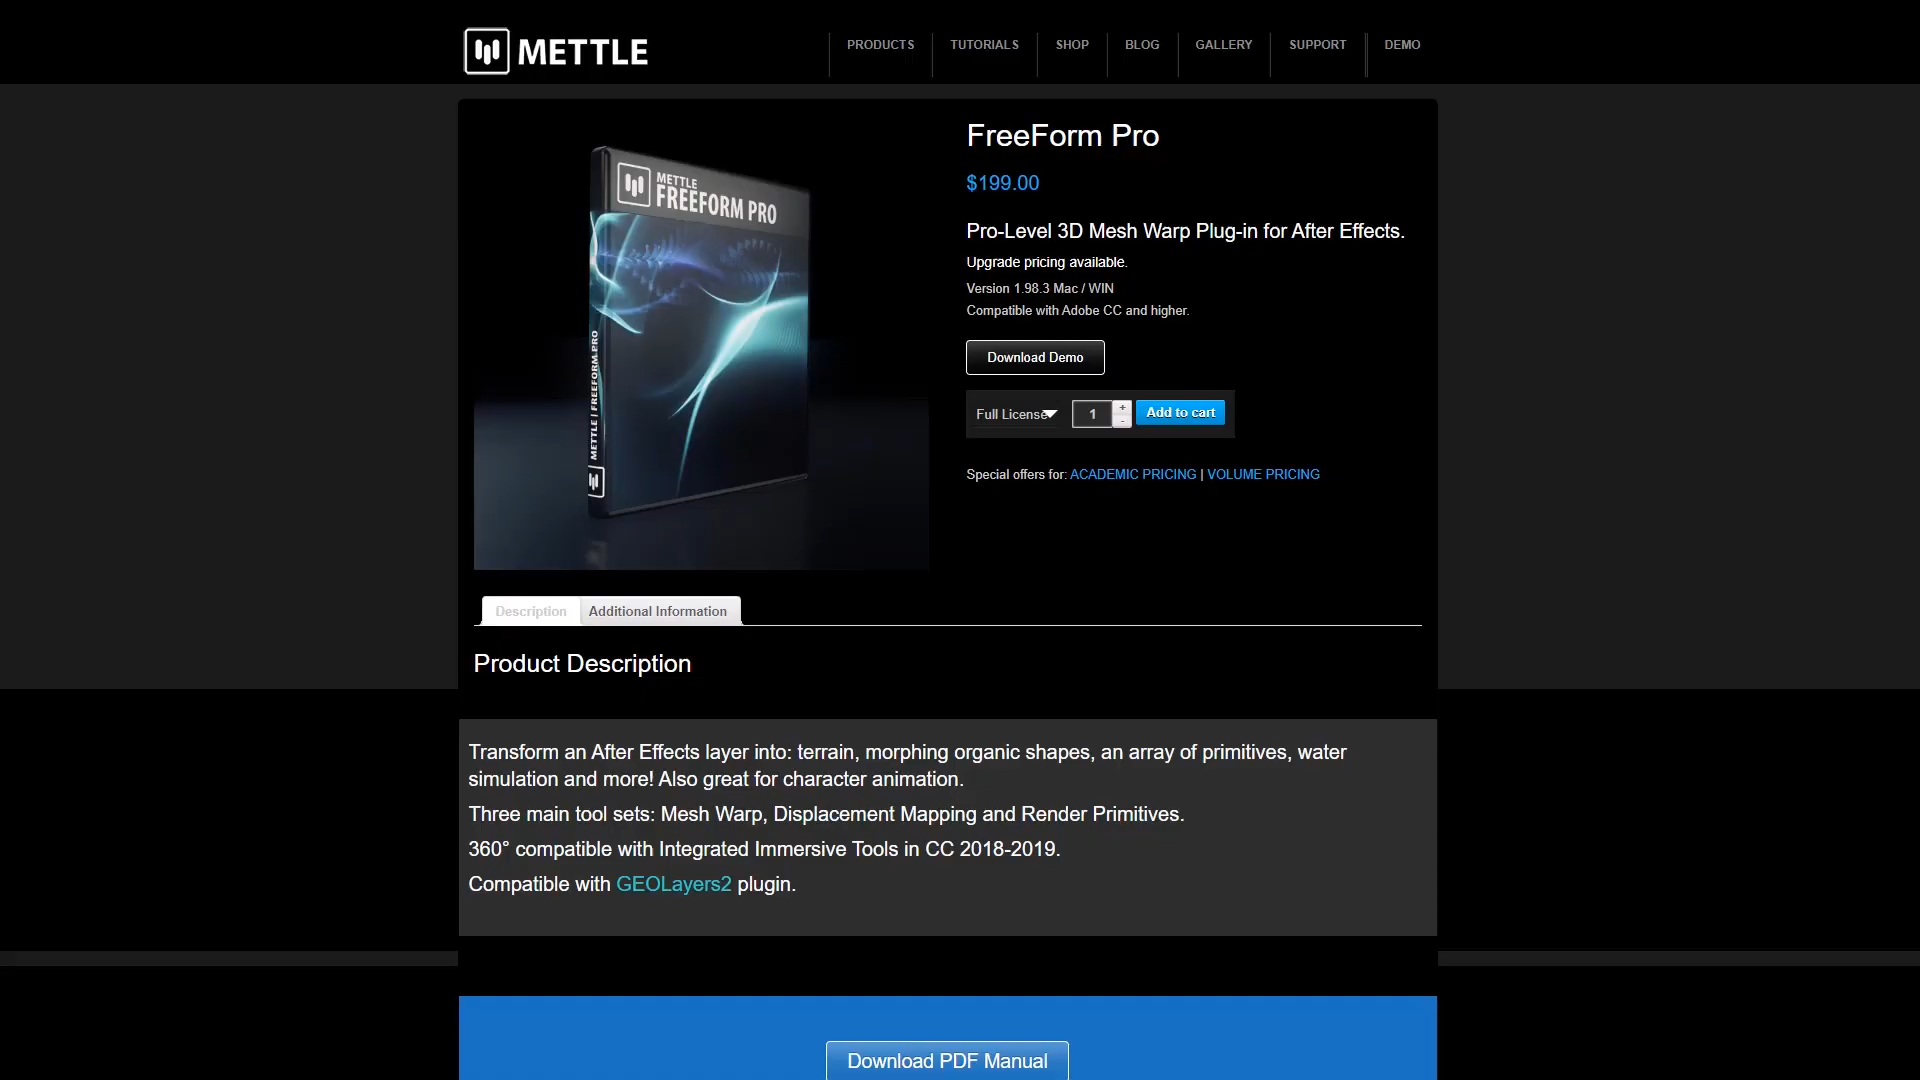 METTLE
PRODUCTS
TUTORIALS
SHOP
BLOG
GALLERY
SUPPORT
DEMO
METTLE
FREEFORM PRO
METTLE | FREEFORM PRO
FreeForm Pro
$199.00
Pro-Level 3D Mesh Warp Plug-in for After Effects.
Upgrade pricing available.
Version 1.98.3 Mac / WIN
Compatible with Adobe CC and higher.
Download Demo
Full License
1
+
-
Add to cart
Special offers for: ACADEMIC PRICING | VOLUME PRICING
Description
Additional Information
Product Description
Transform an After Effects layer into: terrain, morphing organic shapes, an array of primitives, water
simulation and more! Also great for character animation.
Three main tool sets: Mesh Warp, Displacement Mapping and Render Primitives.
360° compatible with Integrated Immersive Tools in CC 2018-2019.
Compatible with GEOLayers2 plugin.
Download PDF Manual